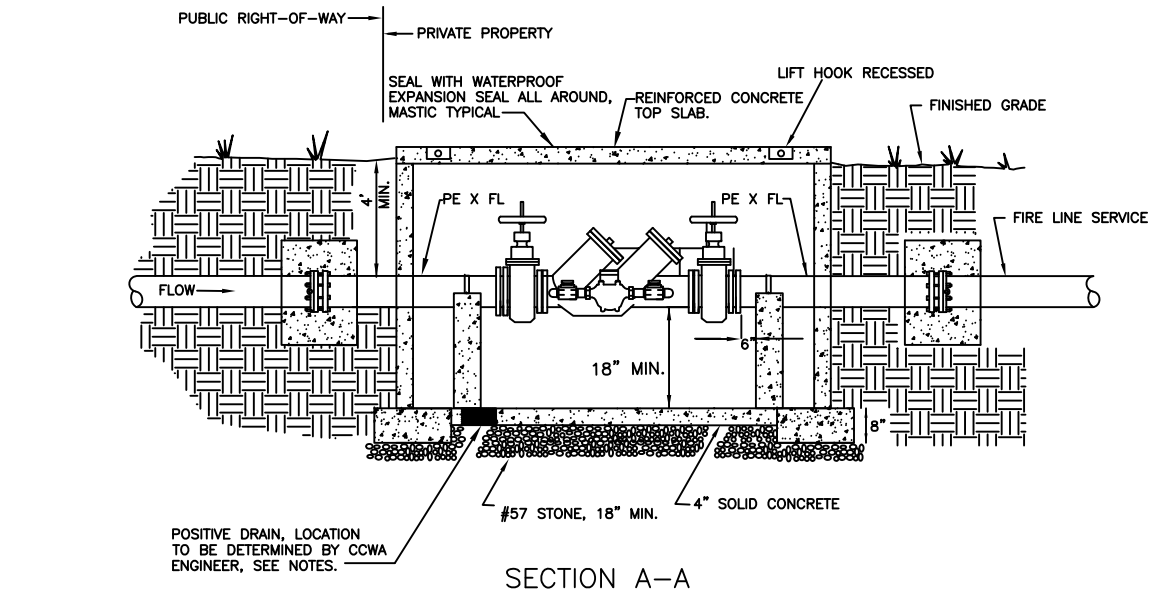 PUBLIC RIGHT-OF-WAY
PRIVATE PROPERTY
SEAL WITH WATERPROOF
EXPANSION SEAL ALL AROUND,
MASTIC TYPICAL
REINFORCED CONCRETE
TOP SLAB.
LIFT HOOK RECESSED
FINISHED GRADE
4'
MIN.
PE X FL
PE X FL
FIRE LINE SERVICE
FLOW
6"
18" MIN.
8"
4" SOLID CONCRETE
#57 STONE, 18" MIN.
POSITIVE DRAIN, LOCATION
TO BE DETERMINED BY CCWA
ENGINEER, SEE NOTES.
SECTION A-A